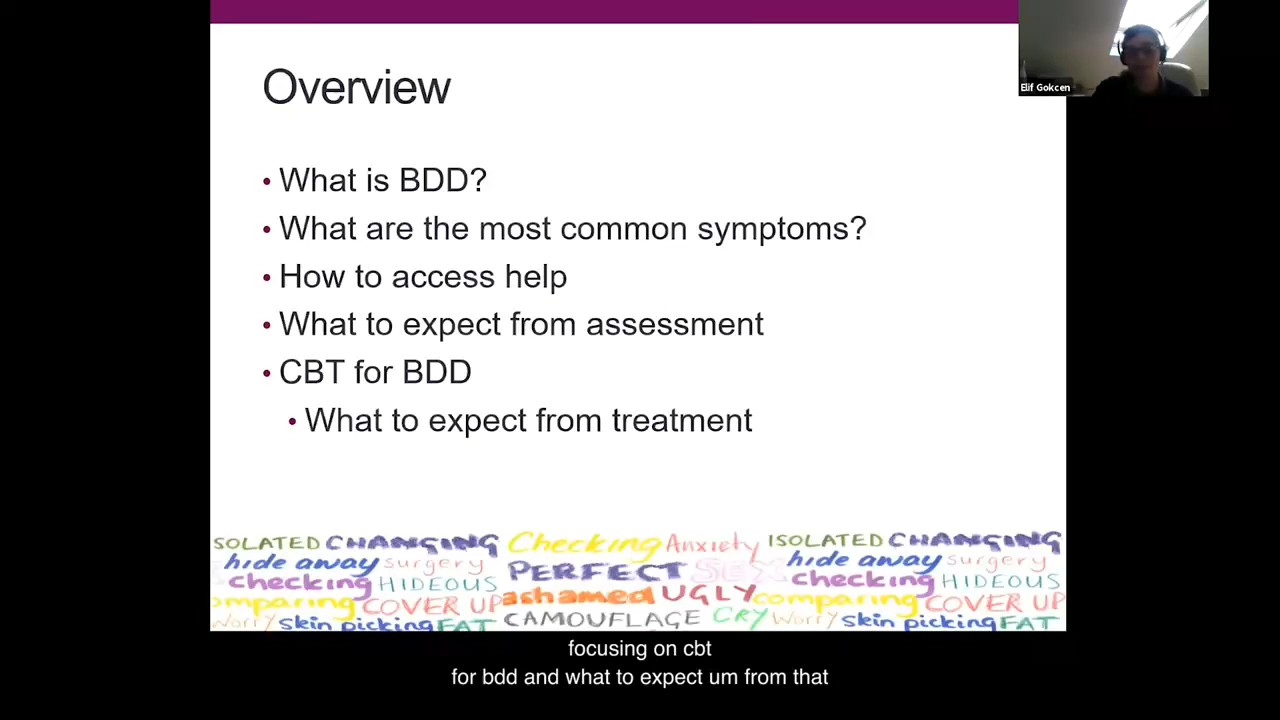 Overview
Elif Gokcen
• What is BDD?
• What are the most common symptoms?
• How to access help
• What to expect from assessment
• CBT for BDD
• What to expect from treatment
SOLATED CHANGING Checking Anxiety ISOLATED CHANGING
hide away surgery PERFECT SEX hide away surgery
checking HIDEOUS ashamed UGLY checking HIDEOUS
omparing COVER UP CAMOUFLAGE CRY comparing COVER UP
Worry skin picking FAT Worry skin picking FAT
focusing on cbt
for bdd and what to expect um from that